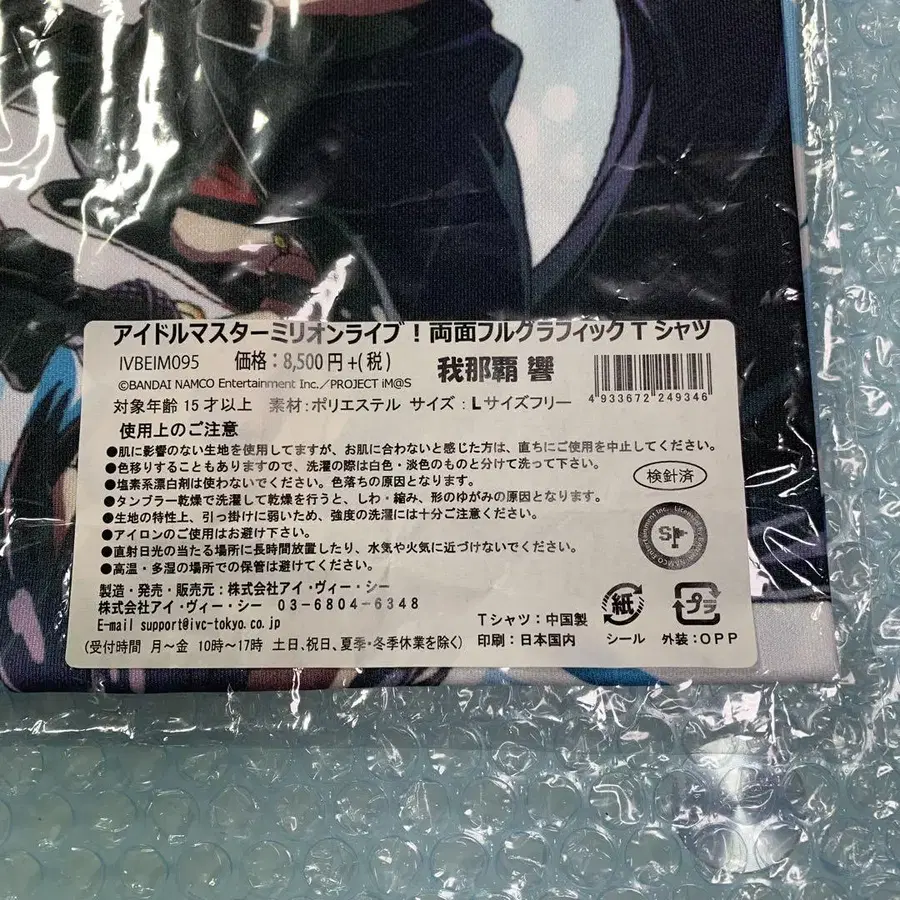 アイドルマスターミリオンライブ！両面フルグラフィックTシャツ
IVBEIM095 価格：8,500円+(税) 我那覇 響
©BANDAI NAMCO Entertainment Inc.／PROJECT iM@S
4 933672 249346
対象年齢 15才以上 素材：ポリエステル サイズ：Lサイズフリー
使用上のご注意
●肌に影響のない生地を使用してますが、お肌に合わないと感じた方は、直ちにご使用を中止してください。
●色移りすることもありますので、洗濯の際は白色・淡色のものと分けて洗って下さい。
●塩素系漂白剤は使わないでください。色落ちの原因となります。
検針済
●タンブラー乾燥で洗濯して乾燥を行うと、しわ・縮み、形のゆがみの原因となります。
●生地の特性上、引っ掛けに弱いため、強度の洗濯には十分ご注意ください。
●アイロンのご使用はお避け下さい。
●直射日光の当たる場所に長時間放置したり、水気や火気に近づけないでください。
●高温・多湿の場所での保管は避けてください。
製造・発売・販売元：株式会社アイ・ヴィー・シー
株式会社アイ・ヴィー・シー 03-6804-6348
E-mail support@ivc-tokyo.co.jp
(受付時間 月～金 10時～17時 土日、祝日、夏季・冬季休業を除く)
Tシャツ：中国製
印刷：日本国内
紙
シール
プラ
外装：OPP